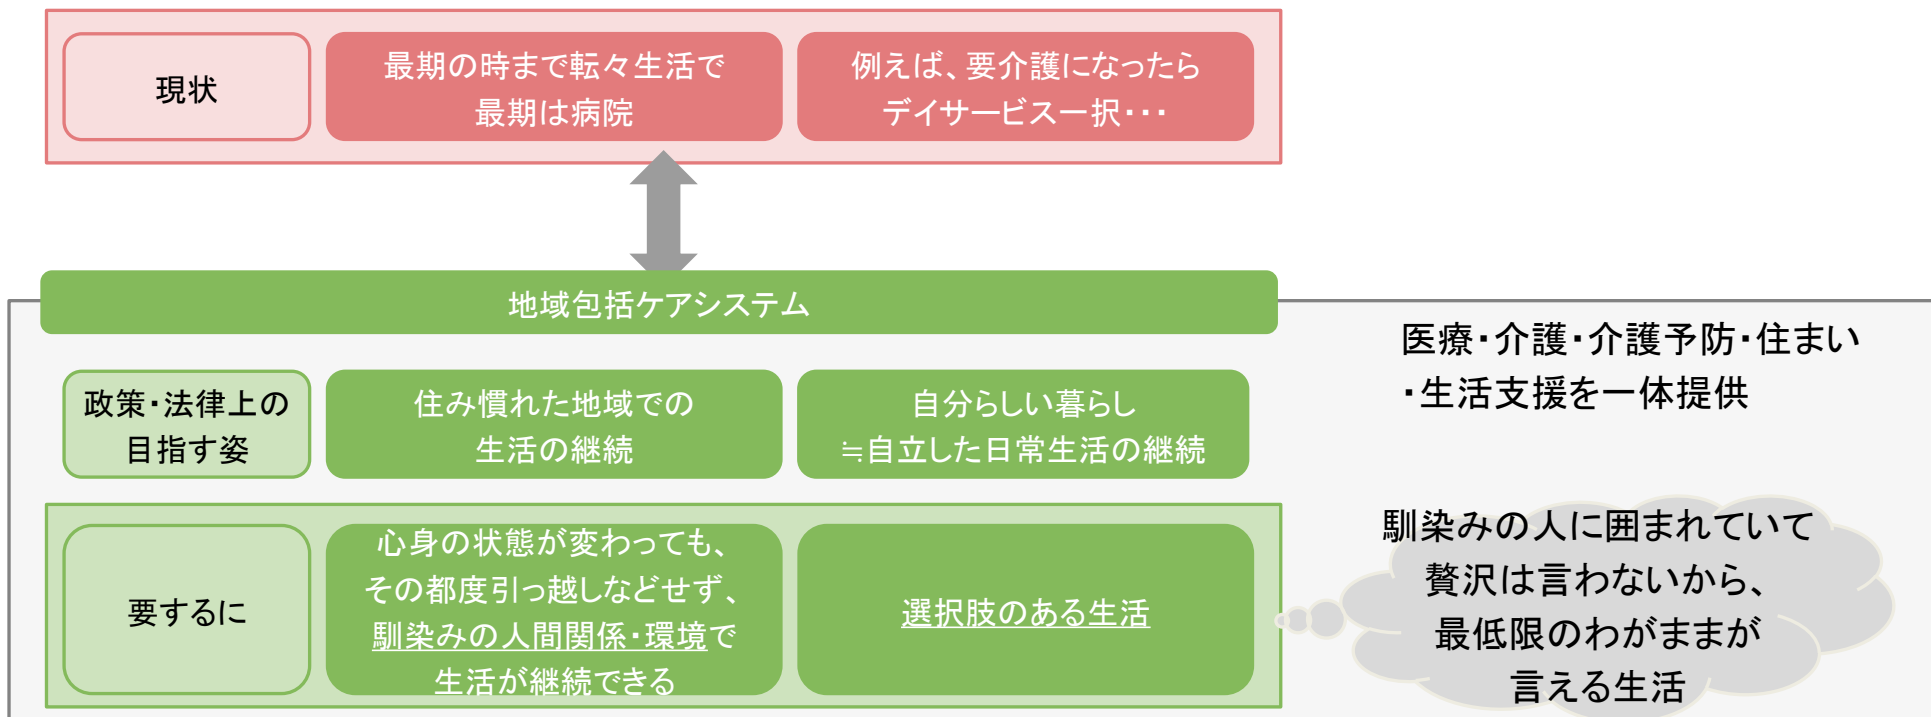 現状
最期の時まで転々生活で
最期は病院
例えば、要介護になったら
デイサービス一択・・・
地域包括ケアシステム
医療・介護・介護予防・住まい
・生活支援を一体提供
政策・法律上の
目指す姿
住み慣れた地域での
生活の継続
自分らしい暮らし
≒自立した日常生活の継続
要するに
心身の状態が変わっても、
その都度引っ越しなどせず、
馴染みの人間関係・環境で
生活が継続できる
選択肢のある生活
馴染みの人に囲まれていて
贅沢は言わないから、
最低限のわがままが
言える生活